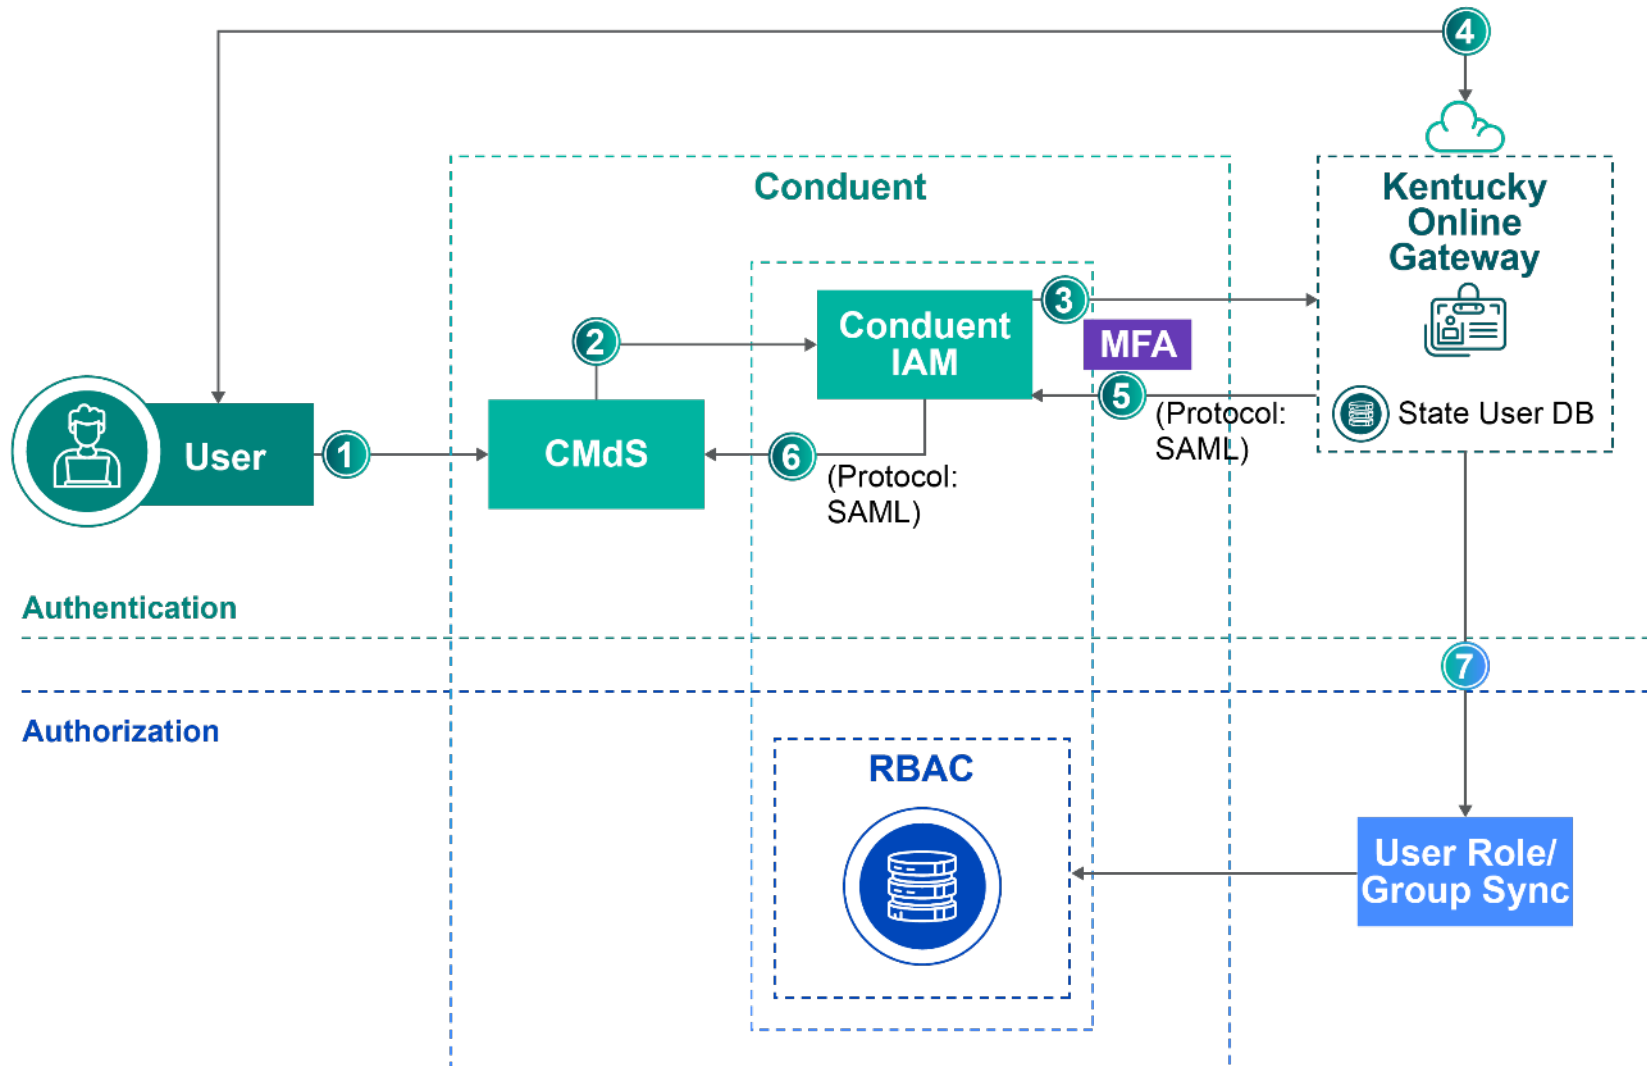 4
Conduent
Kentucky
Online
Gateway
3
Conduent
IAM
MFA
2
5
(Protocol:
SAML)
State User DB
User
1
CMdS
6
(Protocol:
SAML)
Authentication
7
Authorization
RBAC
User Role/
Group Sync